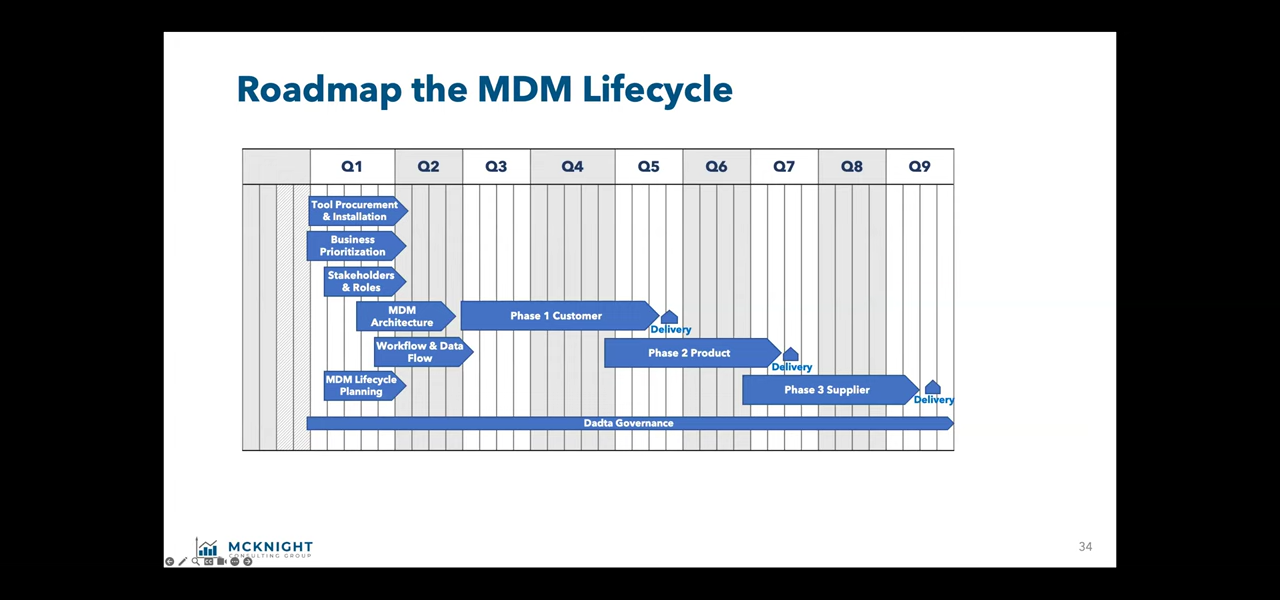 Roadmap the MDM Lifecycle
Q1 Q2 Q3 Q4 Q5 Q6 Q7 Q8 Q9
Tool Procurement
& Installation
Business
Prioritization
Stakeholders
& Roles
MDM
Architecture
Phase 1 Customer
Delivery
Workflow & Data
Flow
Phase 2 Product
Delivery
MDM Lifecycle
Planning
Phase 3 Supplier
Delivery
Dadta Governance
MCKNIGHT
CONSULTING GROUP
34